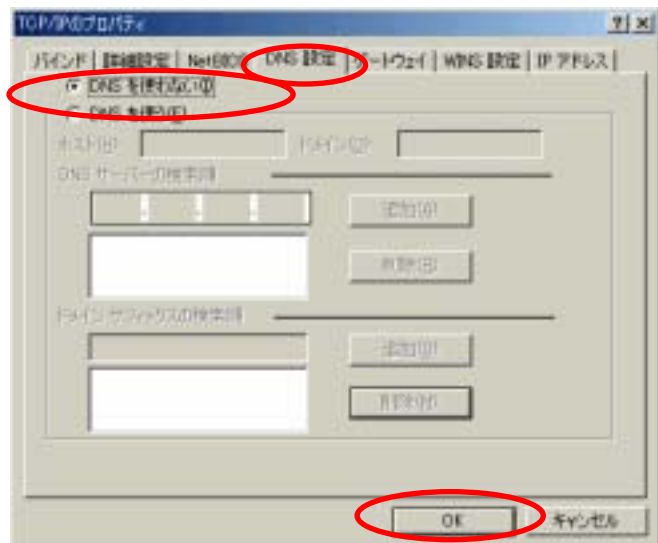 TCP/IPのプロパティ
バインド 詳細設定 NetBIOS DNS 設定 ゲートウェイ WINS 設定 IP アドレス
DNS を使わない(I)
DNS を使う(E)
ホスト(H): ドメイン(O):
DNS サーバーの検索順
追加(A)
削除(R)
ドメイン サフィックスの検索順
追加(D)
削除(M)
OK キャンセル